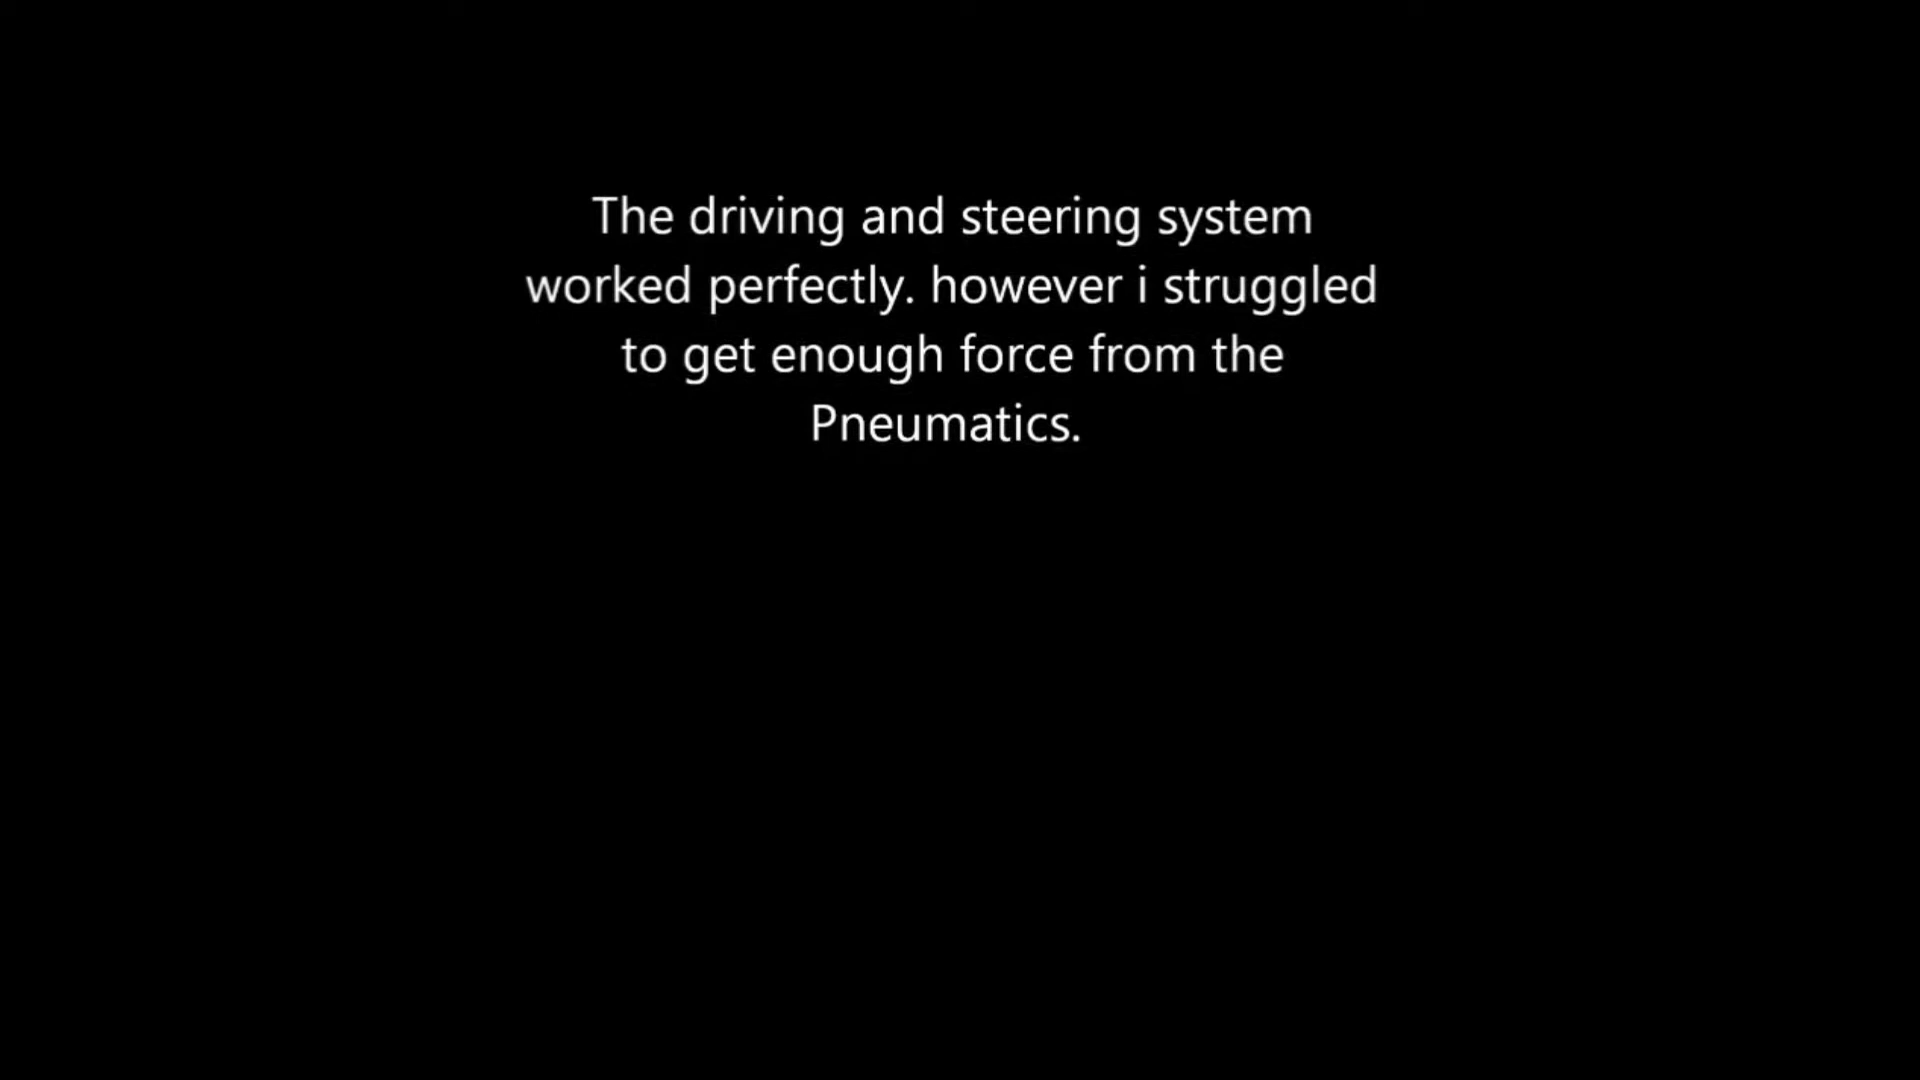 The driving and steering system
worked perfectly. however i struggled
to get enough force from the
Pneumatics.